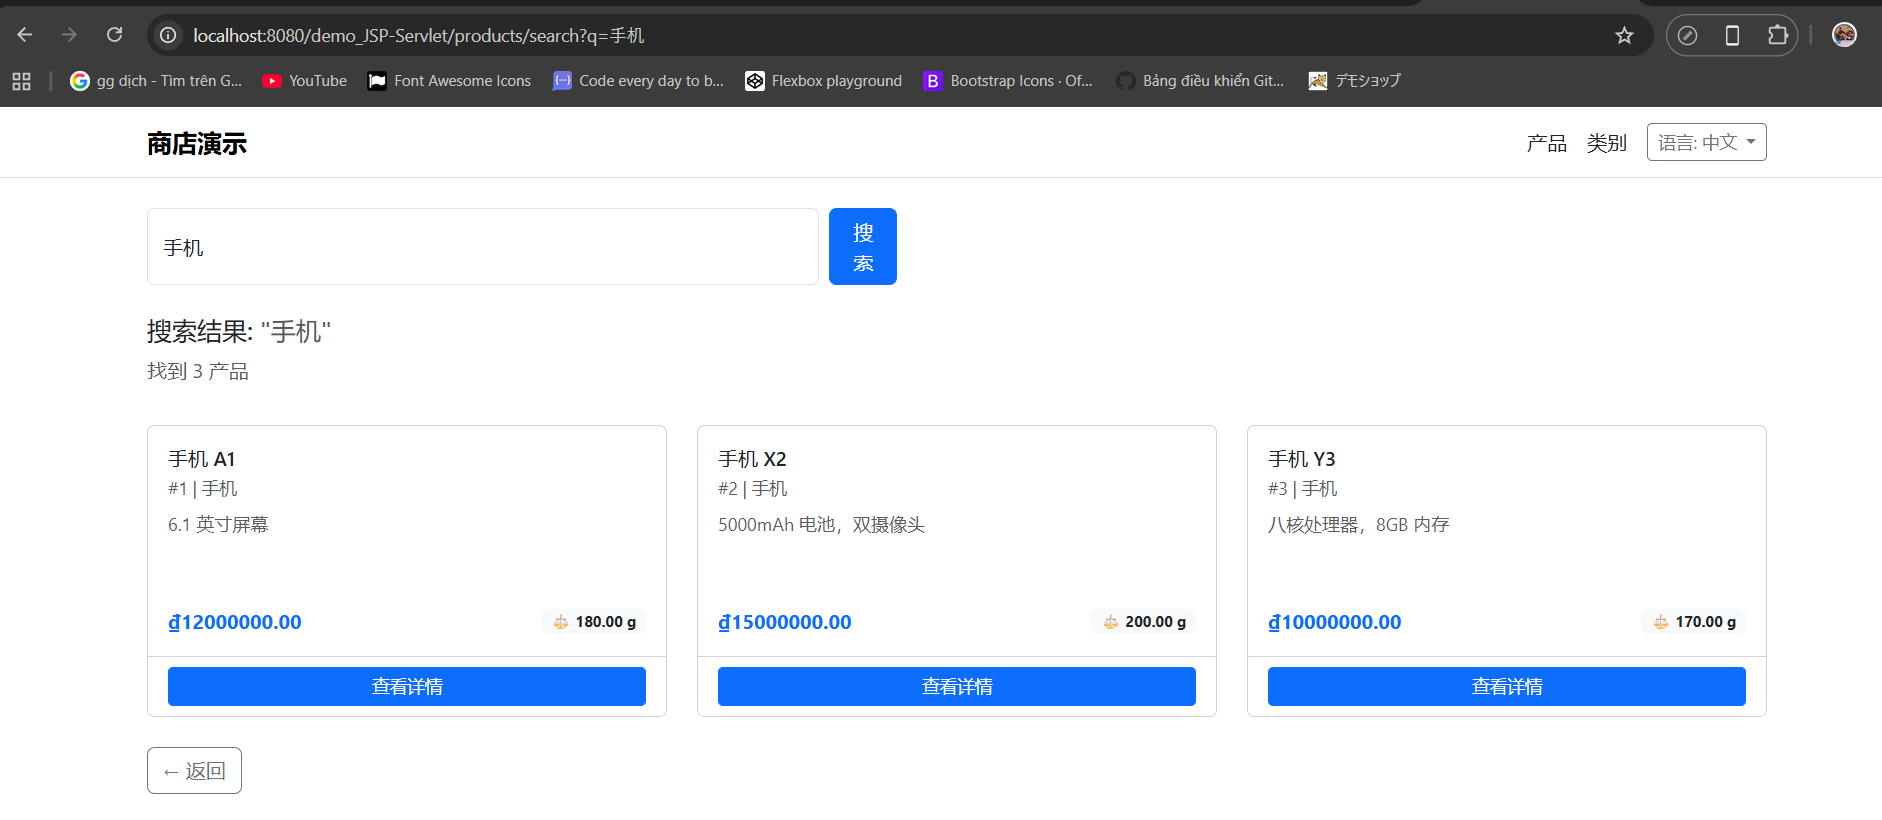 localhost:8080/demo_JSP-Servlet/products/search?q=手机
gg dịch - Tìm trên G... YouTube Font Awesome Icons Code every day to b... Flexbox playground Bootstrap Icons · Of... Bảng điều khiển Git... デモショップ
商店演示 产品 类别 语言: 中文
手机
搜
索
搜索结果: "手机"
找到 3 产品
手机 A1
#1 | 手机
6.1 英寸屏幕
₫12000000.00 180.00 g
查看详情
手机 X2
#2 | 手机
5000mAh 电池，双摄像头
₫15000000.00 200.00 g
查看详情
手机 Y3
#3 | 手机
八核处理器，8GB 内存
₫10000000.00 170.00 g
查看详情
← 返回